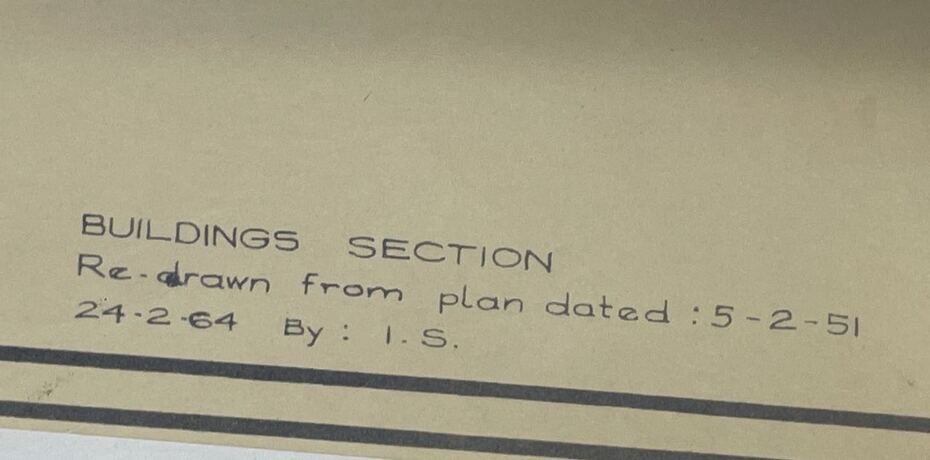 BUILDINGS SECTION
Re-drawn from plan dated : 5-2-51
24-2-64 By : I. S.